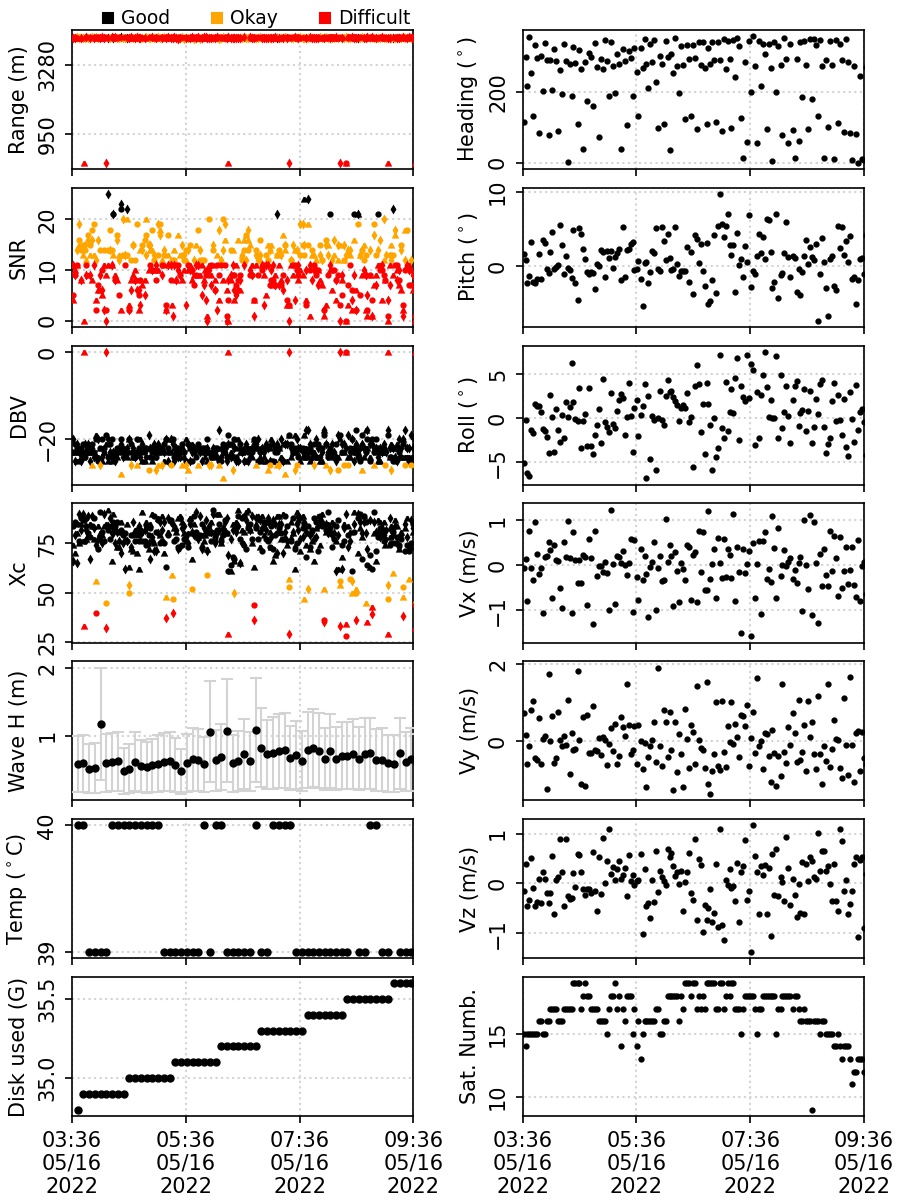 Good Okay Difficult
Range (m)
3280
950
Heading (°)
200
0
SNR
20
10
0
Pitch (°)
10
0
DBV
0
−20
Roll (°)
5
0
−5
Xc
75
50
25
Vx (m/s)
1
0
−1
Wave H (m)
2
1
Vy (m/s)
2
0
Temp (°C)
40
39
Vz (m/s)
1
0
−1
Disk used (G)
35.5
35.0
Sat. Numb.
15
10
03:36 05:36 07:36 09:36
05/16 05/16 05/16 05/16
2022 2022 2022 2022
03:36 05:36 07:36 09:36
05/16 05/16 05/16 05/16
2022 2022 2022 2022